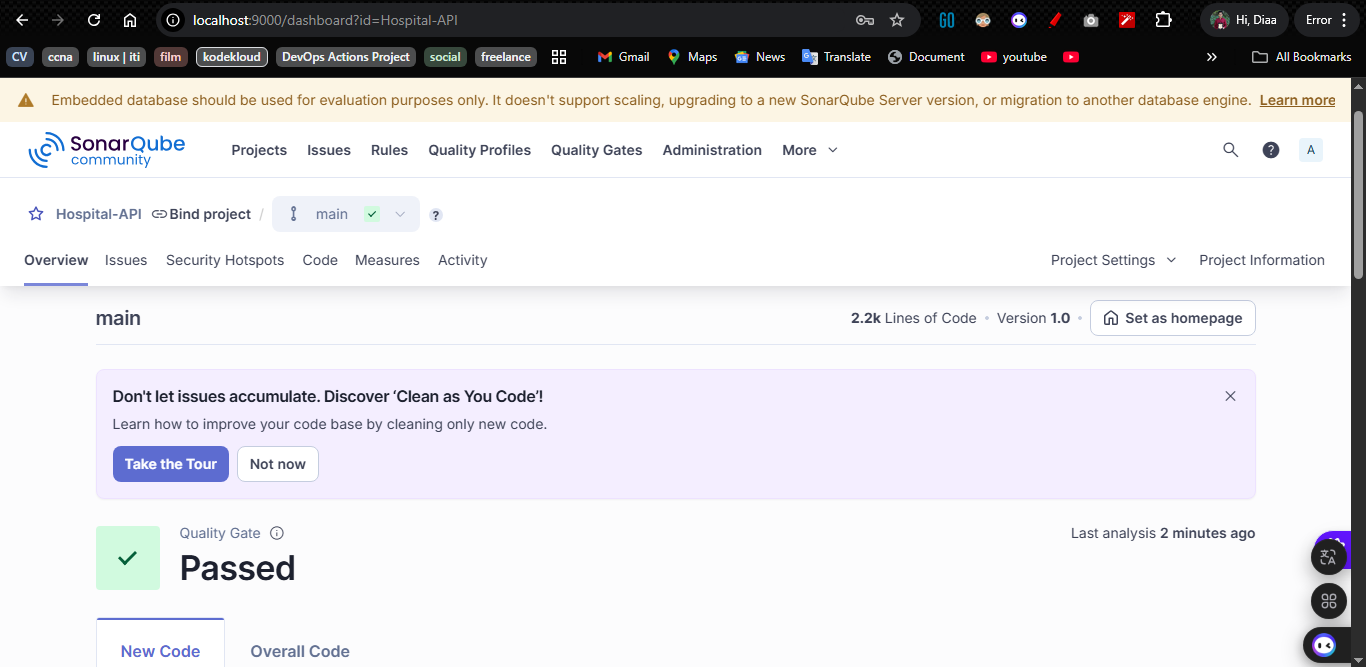 localhost:9000/dashboard?id=Hospital-API
GO
Hi, Diaa
Error
CV ccna linux | iti film kodekloud DevOps Actions Project social freelance Gmail Maps News Translate Document youtube » All Bookmarks
Embedded database should be used for evaluation purposes only. It doesn't support scaling, upgrading to a new SonarQube Server version, or migration to another database engine. Learn more
SonarQube
community
Projects Issues Rules Quality Profiles Quality Gates Administration More ? A
Hospital-API Bind project / main ?
Overview Issues Security Hotspots Code Measures Activity Project Settings Project Information
main 2.2k Lines of Code • Version 1.0 • Set as homepage
Don't let issues accumulate. Discover ‘Clean as You Code’!
Learn how to improve your code base by cleaning only new code.
Take the Tour Not now
Quality Gate Last analysis 2 minutes ago
Passed
New Code Overall Code